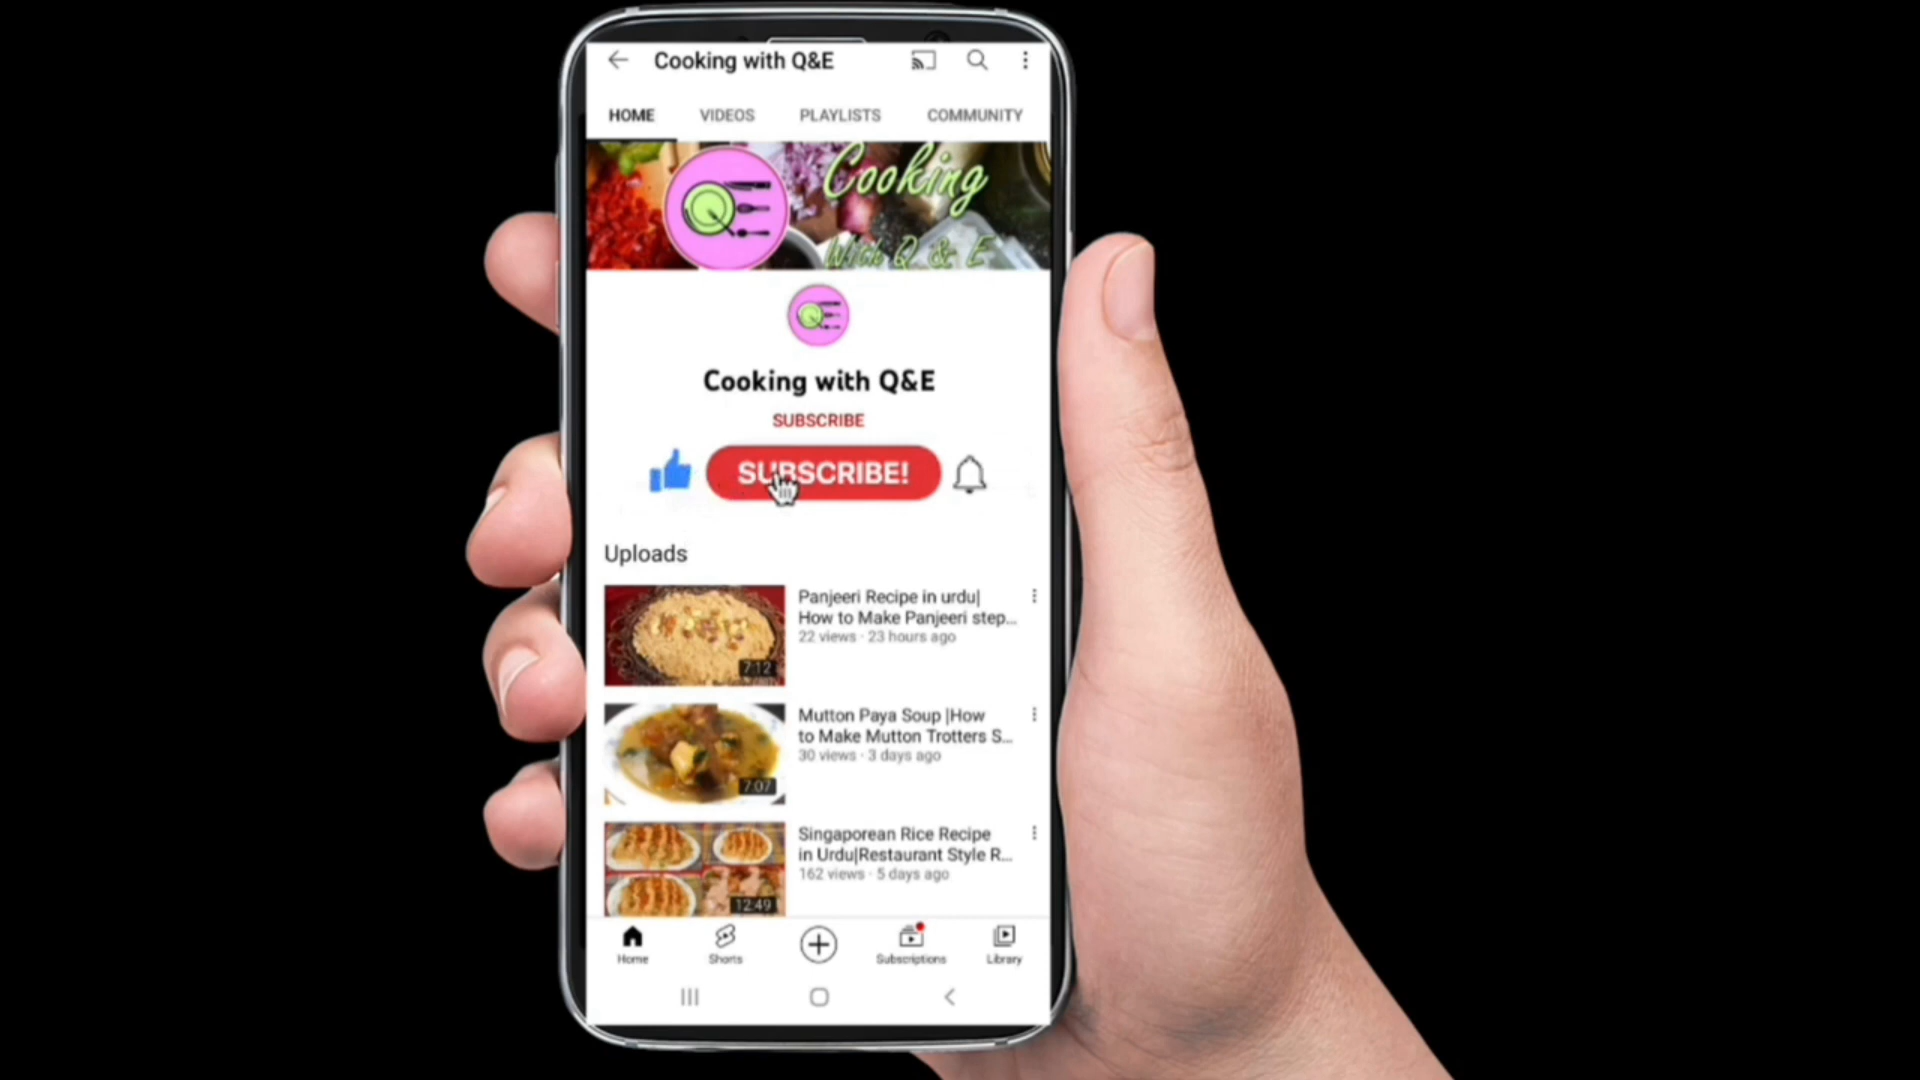 Cooking with Q&E
HOME VIDEOS PLAYLISTS COMMUNITY
Cooking
With Q & E
Cooking with Q&E
SUBSCRIBE
SUBSCRIBE!
Uploads
Panjeeri Recipe in urdu|
How to Make Panjeeri step...
22 views · 23 hours ago
7:12
Mutton Paya Soup |How
to Make Mutton Trotters S...
30 views · 3 days ago
7:07
Singaporean Rice Recipe
in Urdu|Restaurant Style R...
162 views · 5 days ago
12:49
Home Shorts Subscriptions Library